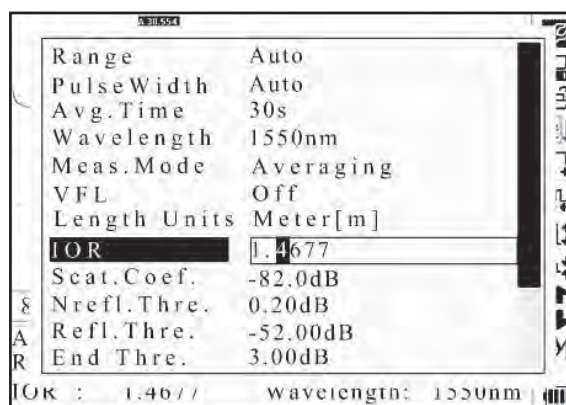 A 30.554
Range Auto
PulseWidth Auto
Avg.Time 30s
Wavelength 1550nm
Meas.Mode Averaging
VFL Off
Length Units Meter[m]
IOR 1.4677
Scat.Coef. -82.0dB
Nrefl.Thre. 0.20dB
Refl.Thre. -52.00dB
End Thre. 3.00dB
A
R
IOR : 1.4677 Wavelength: 1550nm